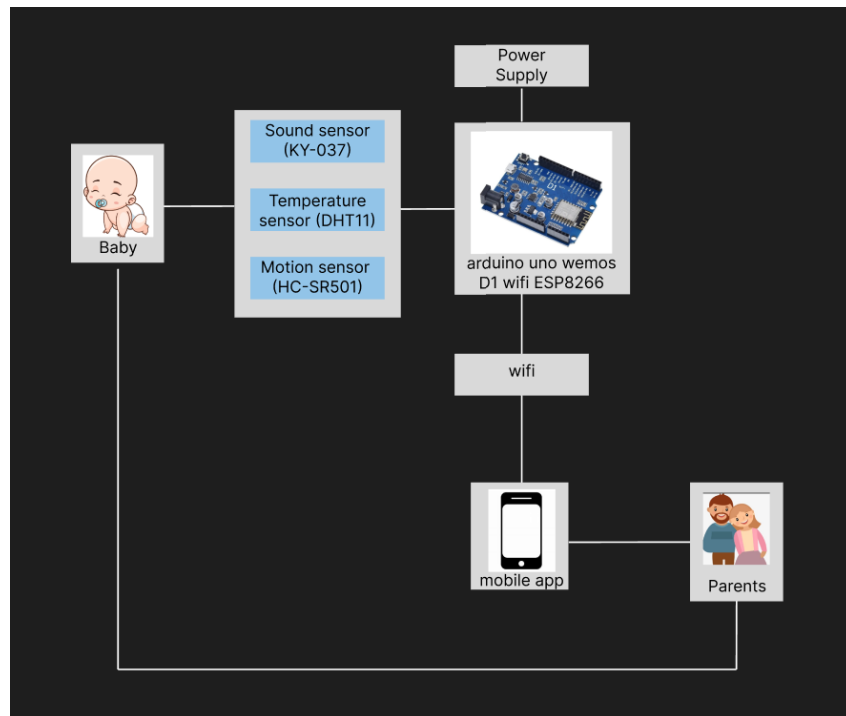 Power
Supply
Sound sensor
(KY-037)
Temperature
sensor (DHT11)
Motion sensor
(HC-SR501)
Baby
D1
arduino uno wemos
D1 wifi ESP8266
wifi
mobile app
Parents